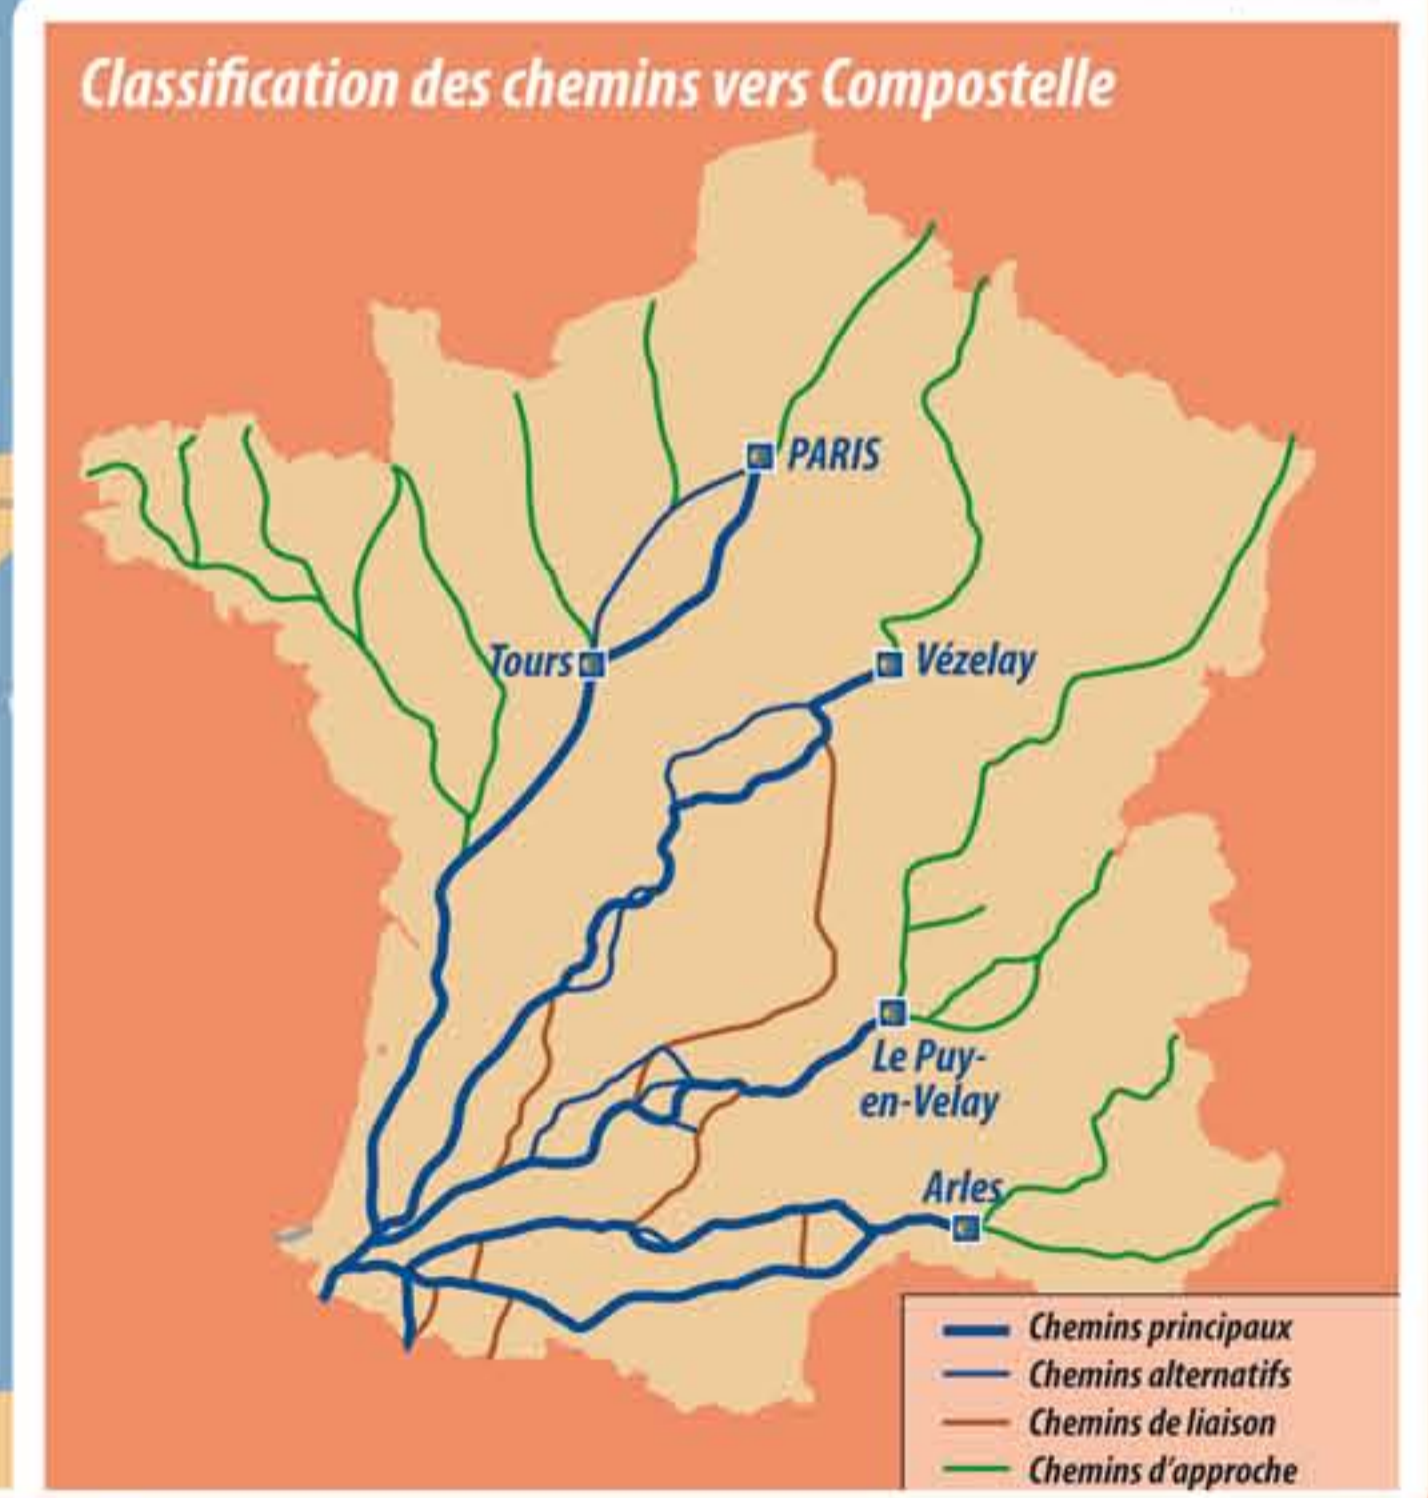 Classification des chemins vers Compostelle
PARIS
Tours
Vézelay
Le Puy-
en-Velay
Arles
Chemins principaux
Chemins alternatifs
Chemins de liaison
Chemins d'approche